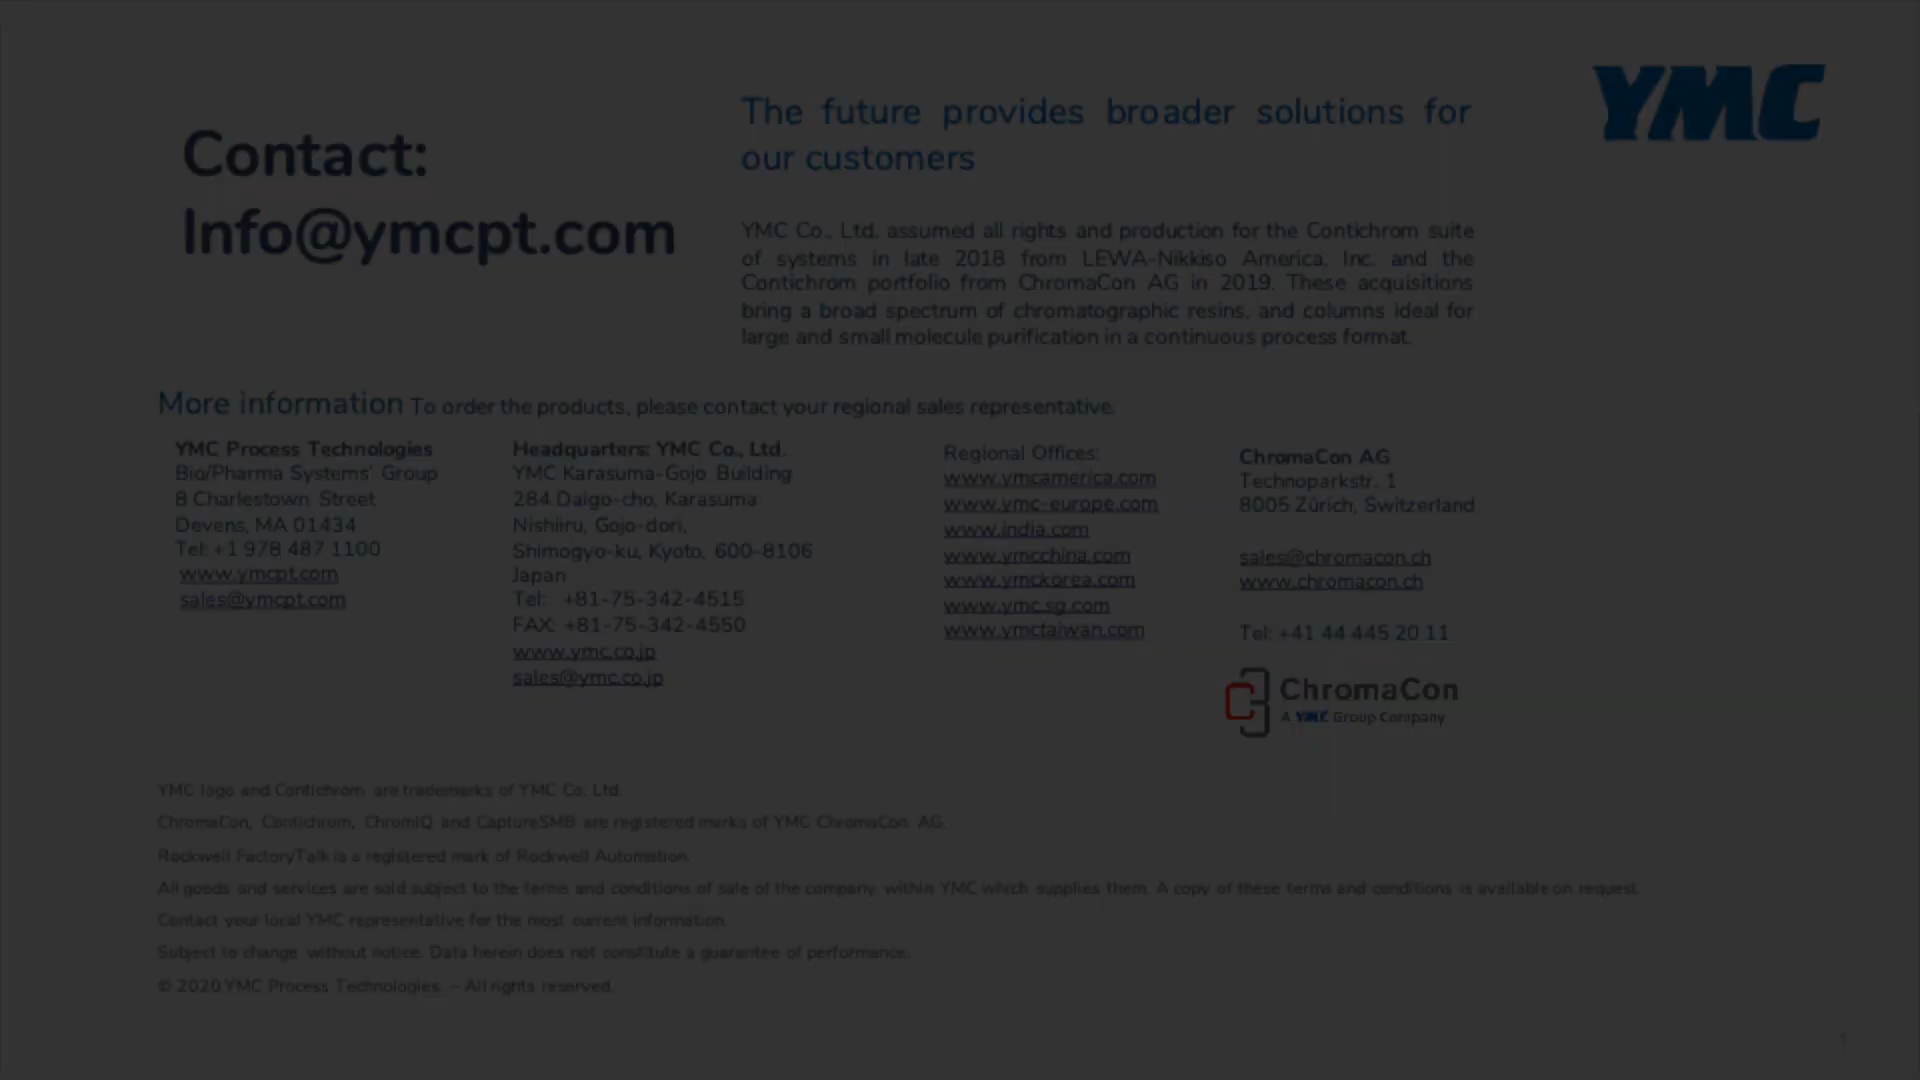 YMC
Contact:
Info@ymcpt.com
The future provides broader solutions for
our customers
YMC Co., Ltd. assumed all rights and production for the Contichrom suite
of systems in late 2018 from LEWA-Nikkiso America, Inc. and the
Contichrom portfolio from ChromaCon AG in 2019. These acquisitions
bring a broad spectrum of chromatographic resins, and columns ideal for
large and small molecule purification in a continuous process format.
More information To order the products, please contact your regional sales representative.
YMC Process Technologies
Bio/Pharma Systems' Group
8 Charlestown Street
Devens, MA 01434
Tel: +1 978 487 1100
www.ymcpt.com
sales@ymcpt.com
Headquarters: YMC Co., Ltd.
YMC Karasuma-Gojo Building
284 Daigo-cho, Karasuma
Nishiiru, Gojo-dori,
Shimogyo-ku, Kyoto, 600-8106
Japan
Tel: +81-75-342-4515
FAX: +81-75-342-4550
www.ymc.co.jp
sales@ymc.co.jp
Regional Offices:
www.ymcamerica.com
www.ymc-europe.com
www.india.com
www.ymcchina.com
www.ymckorea.com
www.ymc.sg.com
www.ymctaiwan.com
ChromaCon AG
Technoparkstr. 1
8005 Zürich, Switzerland
sales@chromacon.ch
www.chromacon.ch
Tel: +41 44 445 20 11
ChromaCon
A YMC Group Company
YMC logo and Contichrom are trademarks of YMC Co. Ltd.
ChromaCon, Contichrom, ChromIQ and CaptureSMB are registered marks of YMC ChromaCon AG.
Rockwell FactoryTalk is a registered mark of Rockwell Automation.
All goods and services are sold subject to the terms and conditions of sale of the company within YMC which supplies them. A copy of these terms and conditions is available on request.
Contact your local YMC representative for the most current information.
Subject to change without notice. Data herein does not constitute a guarantee of performance.
© 2020 YMC Process Technologies. – All rights reserved.
1